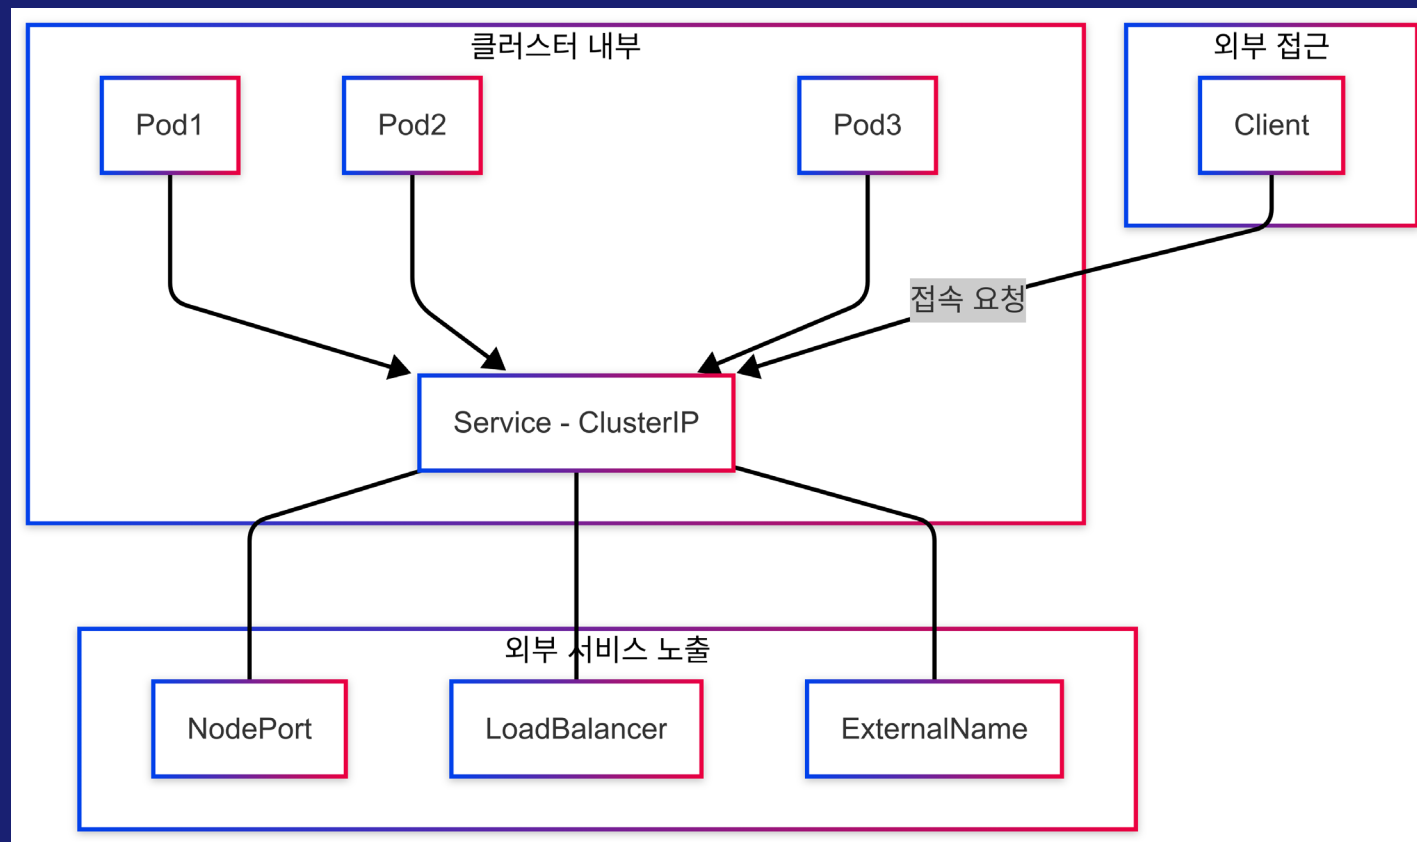 클러스터 내부
외부 접근
Pod1
Pod2
Pod3
Client
접속 요청
Service - ClusterIP
외부 서비스 노출
NodePort
LoadBalancer
ExternalName